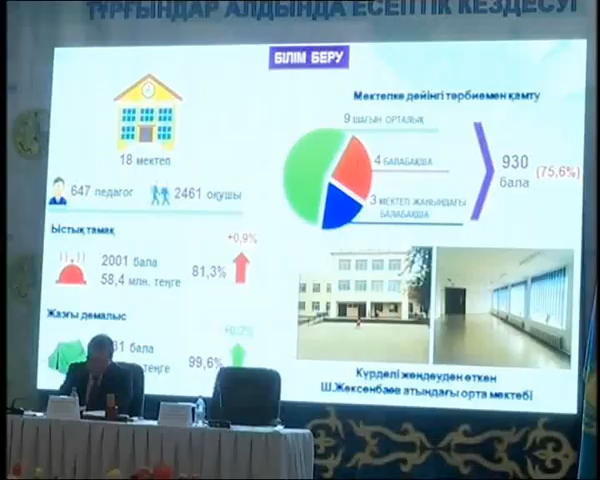 ТҰРҒЫНДАР АЛДЫНДА ЕСЕПТІК КЕЗДЕСУІ
БІЛІМ БЕРУ
18 мектеп
647 педагог
2461 оқушы
Ыстық тамақ
2001 бала
58,4 млн. теңге
81,3%
+0,9%
Жазғы демалыс
31 бала
теңге
99,6%
+0,2%
Мектепке дейінгі тәрбиемен қамту
9 ШАҒЫН ОРТАЛЫҚ
4 БАЛАБАҚША
3 МЕКТЕП ЖАНЫНДАҒЫ
БАЛАБАҚША
930
бала
(75,6%)
Күрделі жөндеуден өткен
Ш.Жексенбаев атындағы орта мектебі